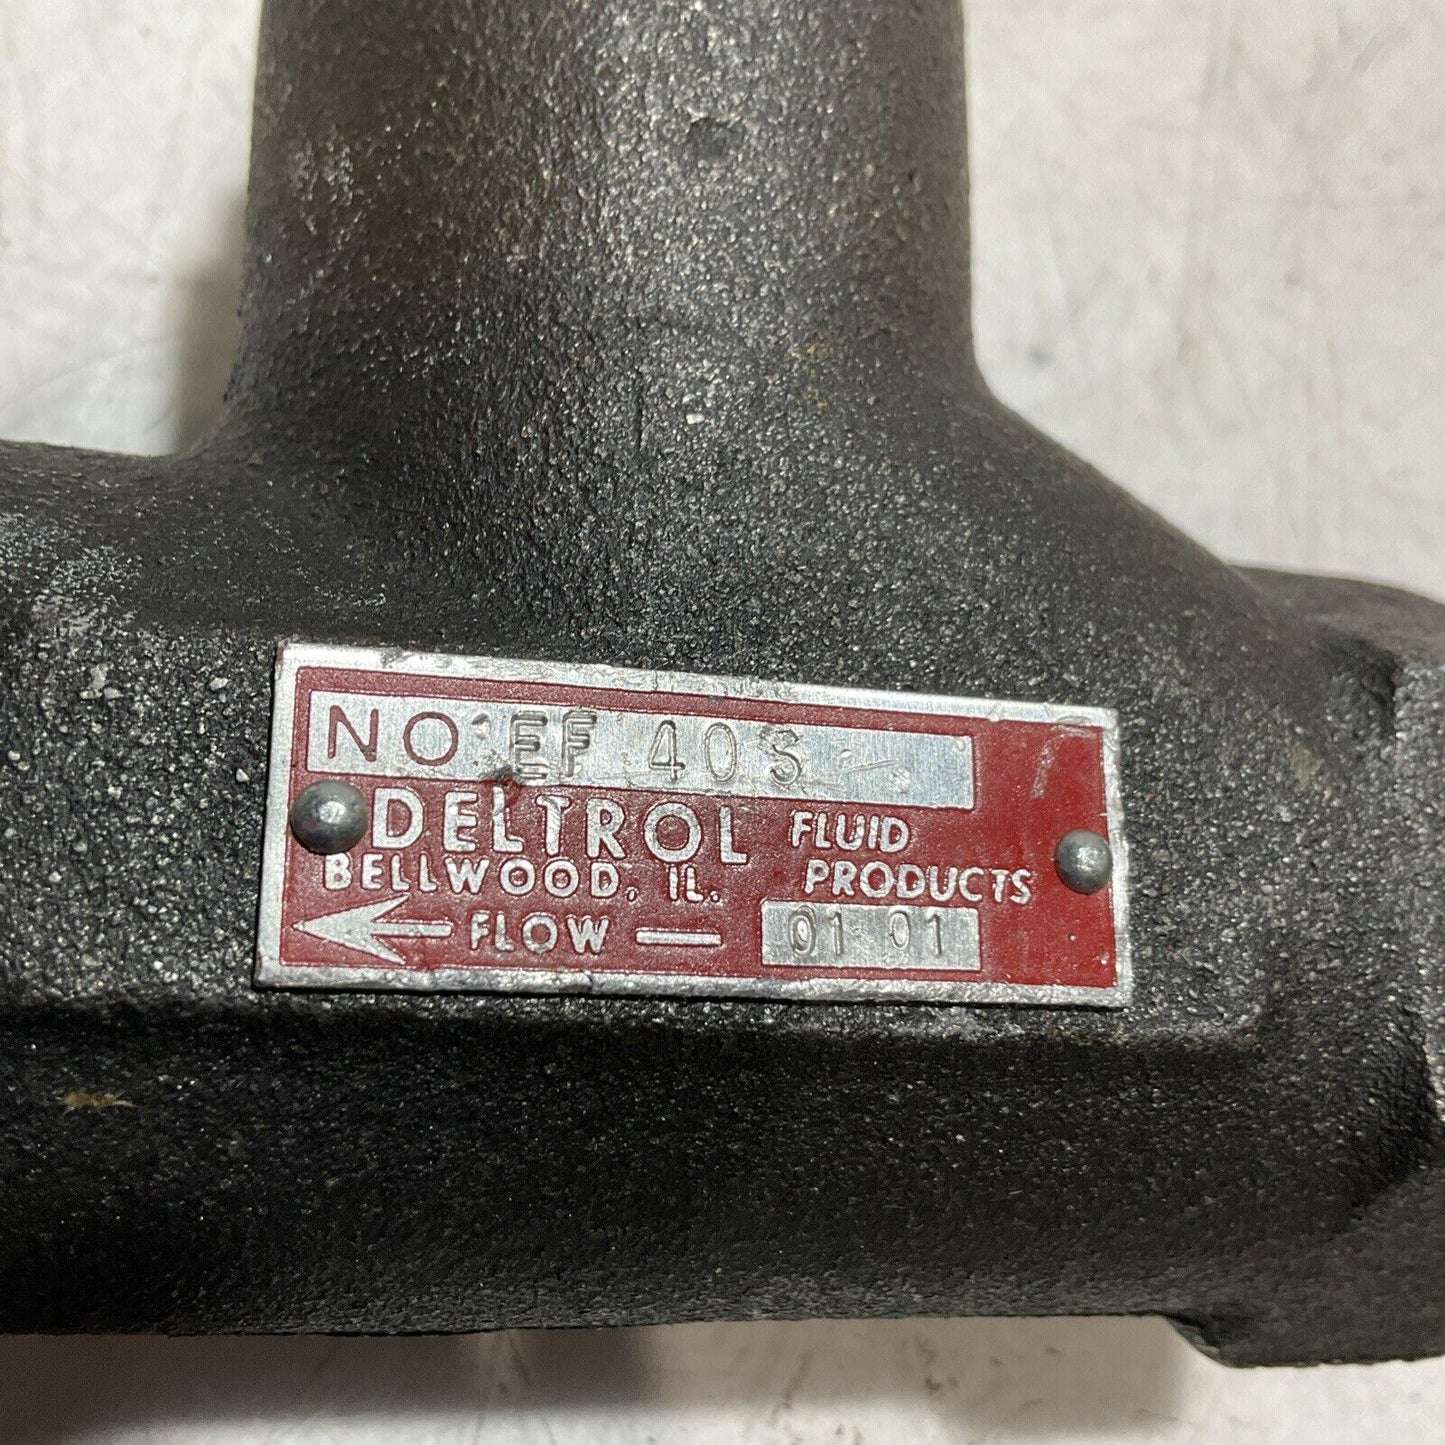 NO. EF 40 S
DELTROL FLUID PRODUCTS
BELLWOOD, IL.
FLOW
01 01